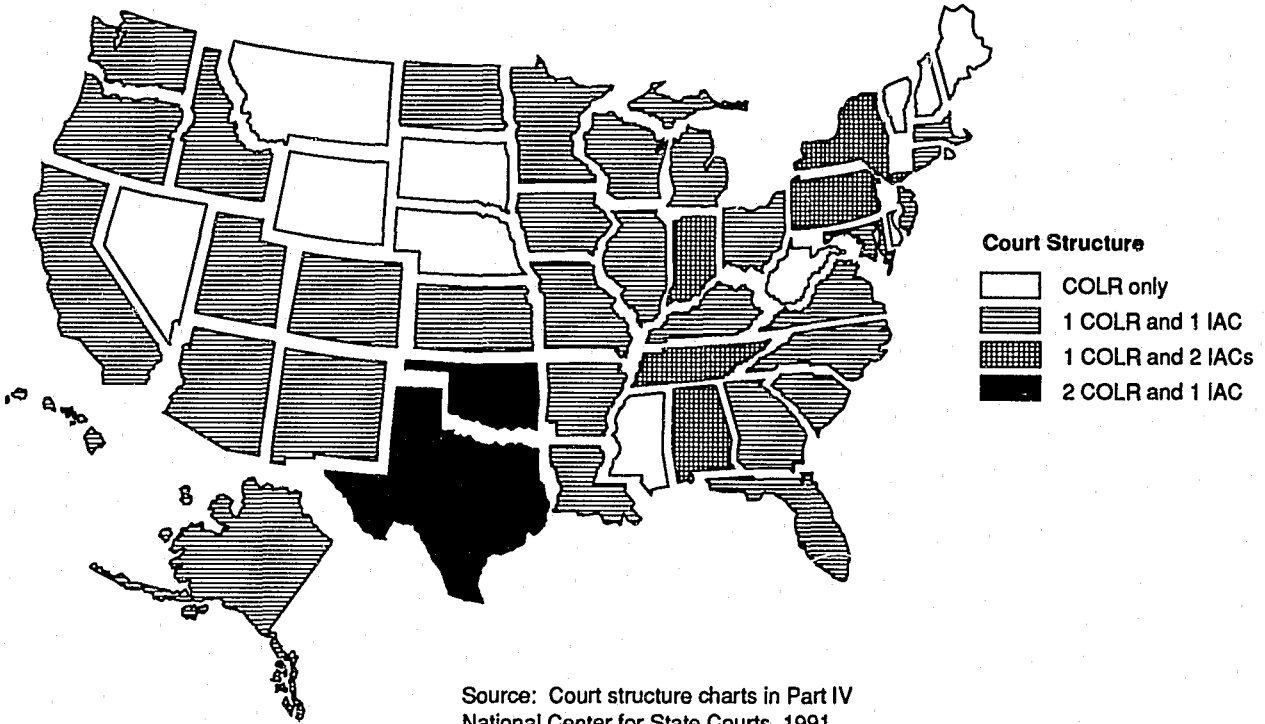 Court Structure
COLR only
1 COLR and 1 IAC
1 COLR and 2 IACs
2 COLR and 1 IAC
Source: Court structure charts in Part IV
National Center for State Courts, 1991